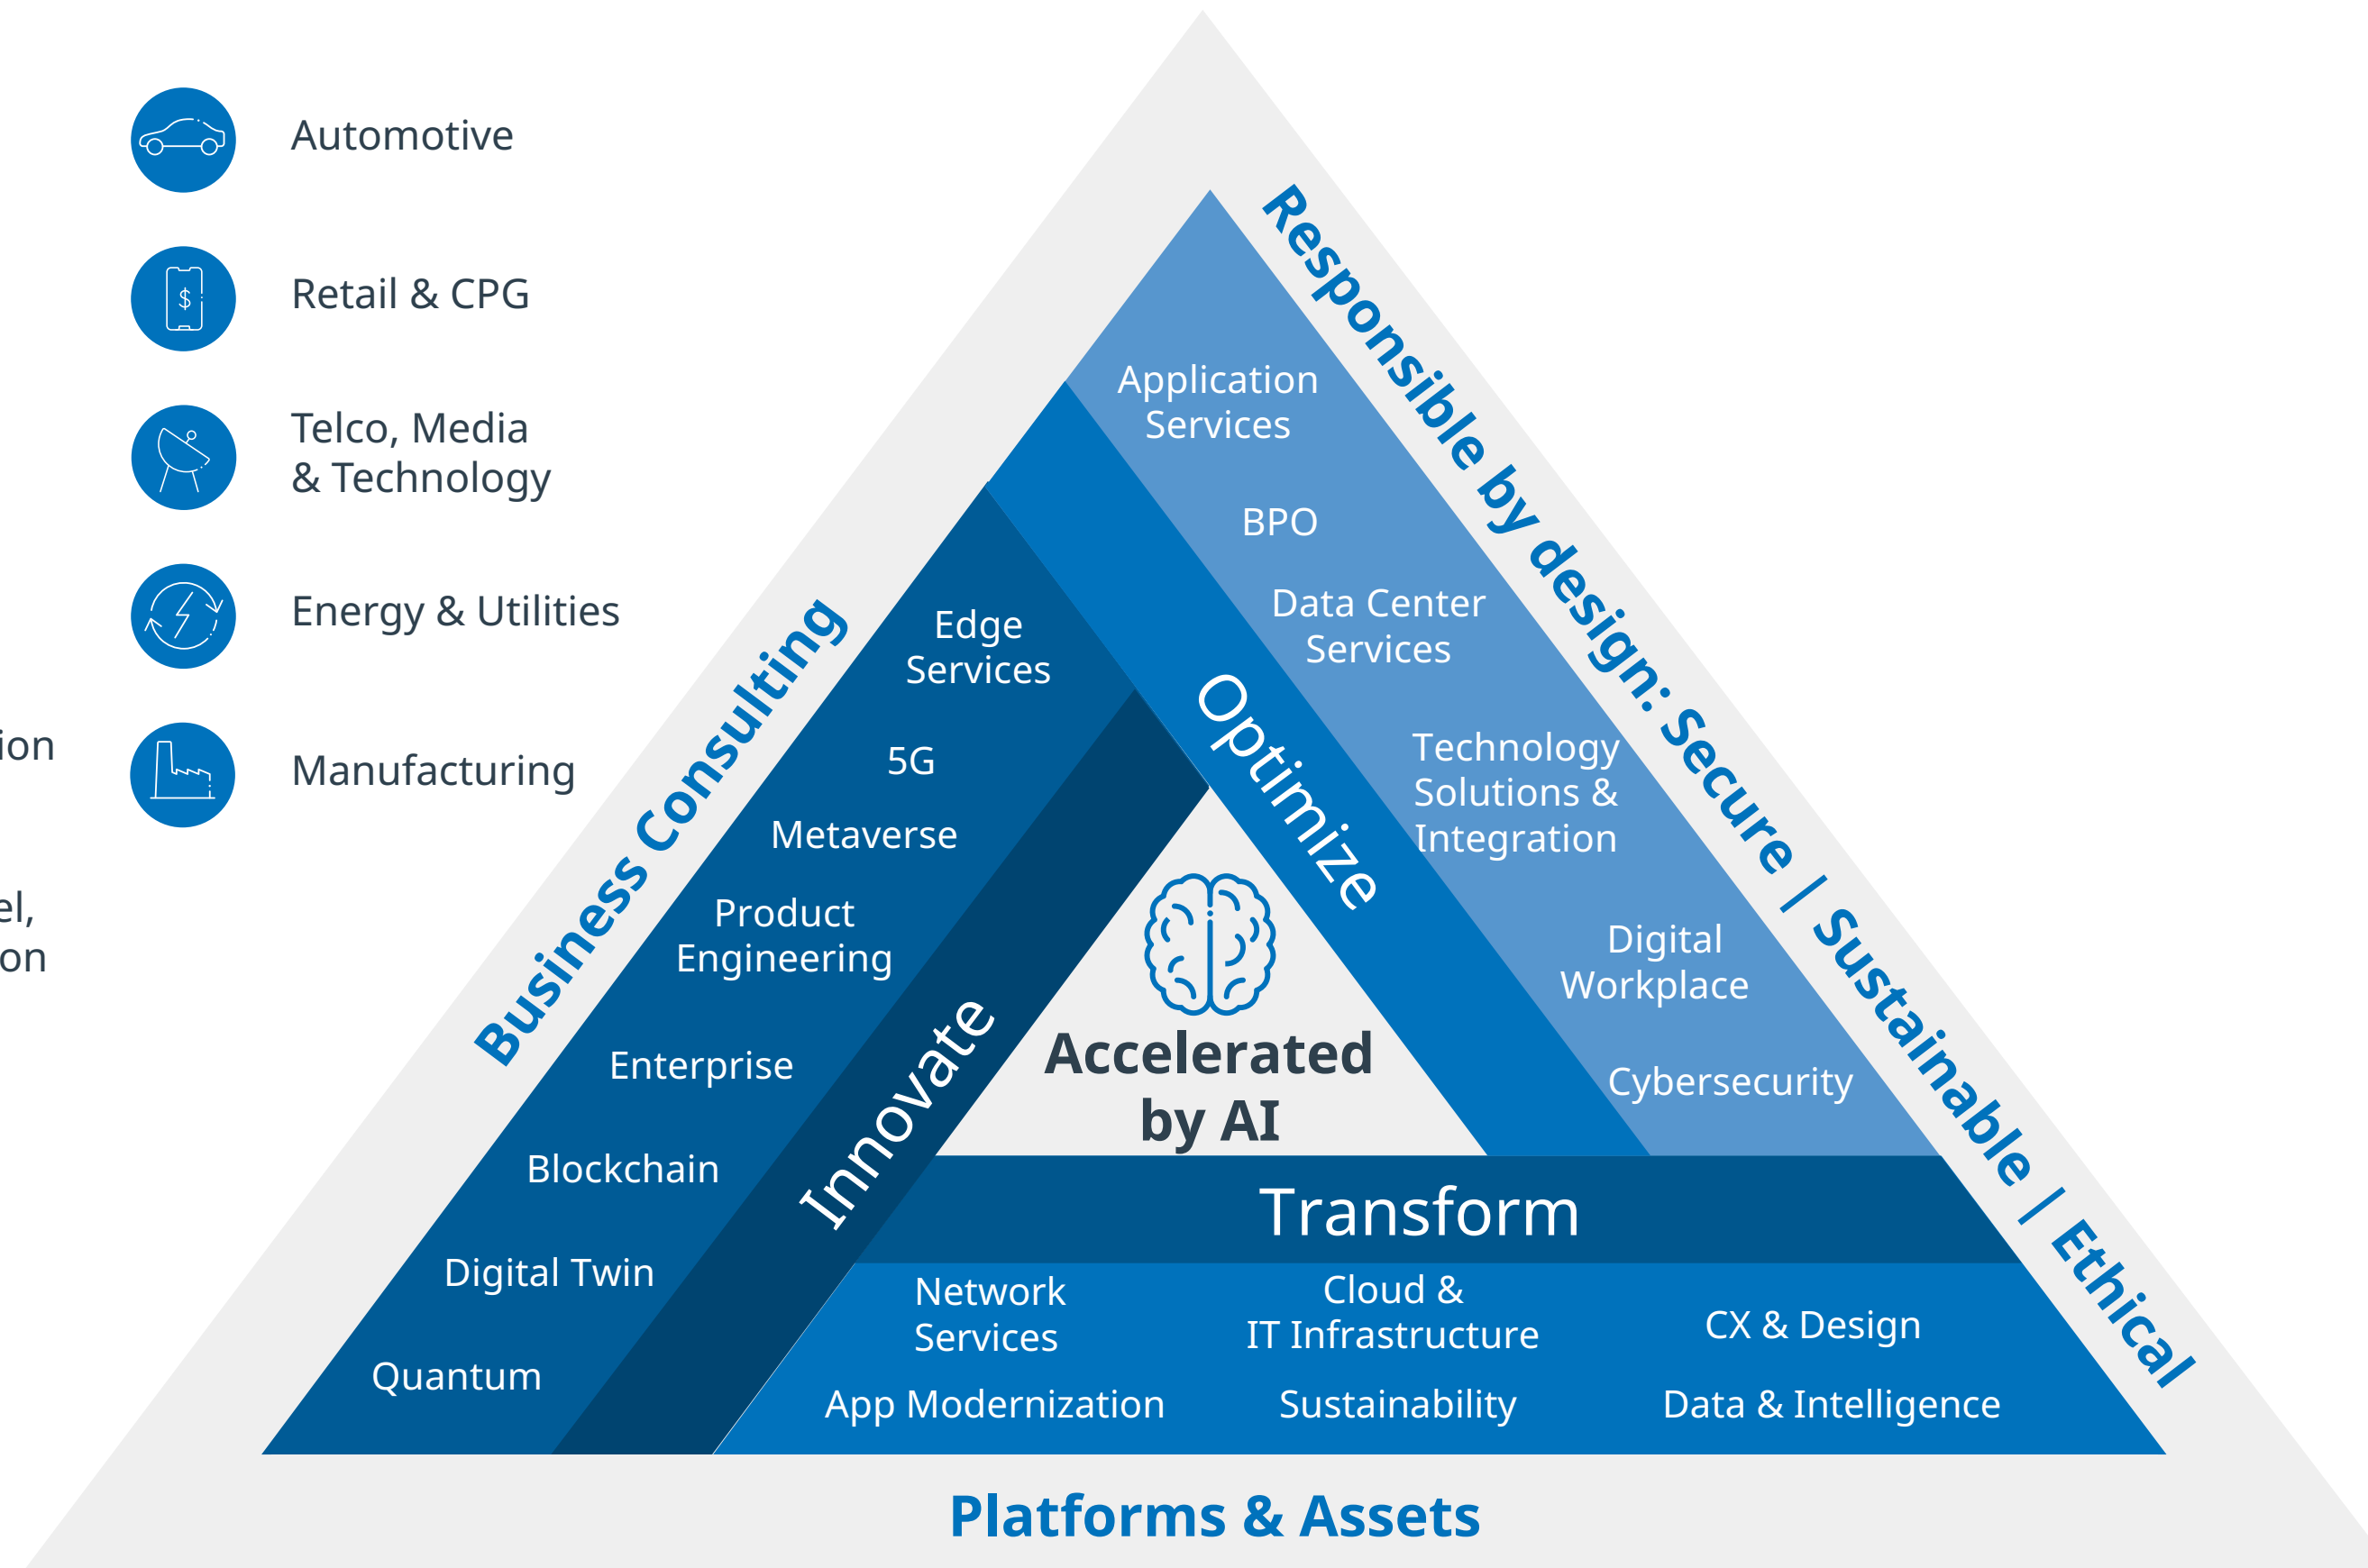 Automotive
Retail & CPG
$
Telco, Media
& Technology
Energy & Utilities
Manufacturing
Business Consulting
Responsible by design: Secure | Sustainable | Ethical
Application
Services
BPO
Data Center
Services
Technology
Solutions &
Integration
Digital
Workplace
Cybersecurity
Optimize
Edge
Services
5G
Metaverse
Product
Engineering
Enterprise
Blockchain
Digital Twin
Quantum
Innovate
Accelerated
by AI
Transform
Network
Services
Cloud &
IT Infrastructure
CX & Design
App Modernization
Sustainability
Data & Intelligence
Platforms & Assets